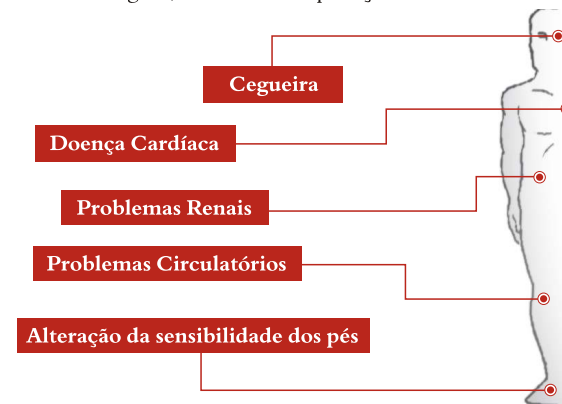 Cegueira
Doença Cardíaca
Problemas Renais
Problemas Circulatórios
Alteração da sensibilidade dos pés